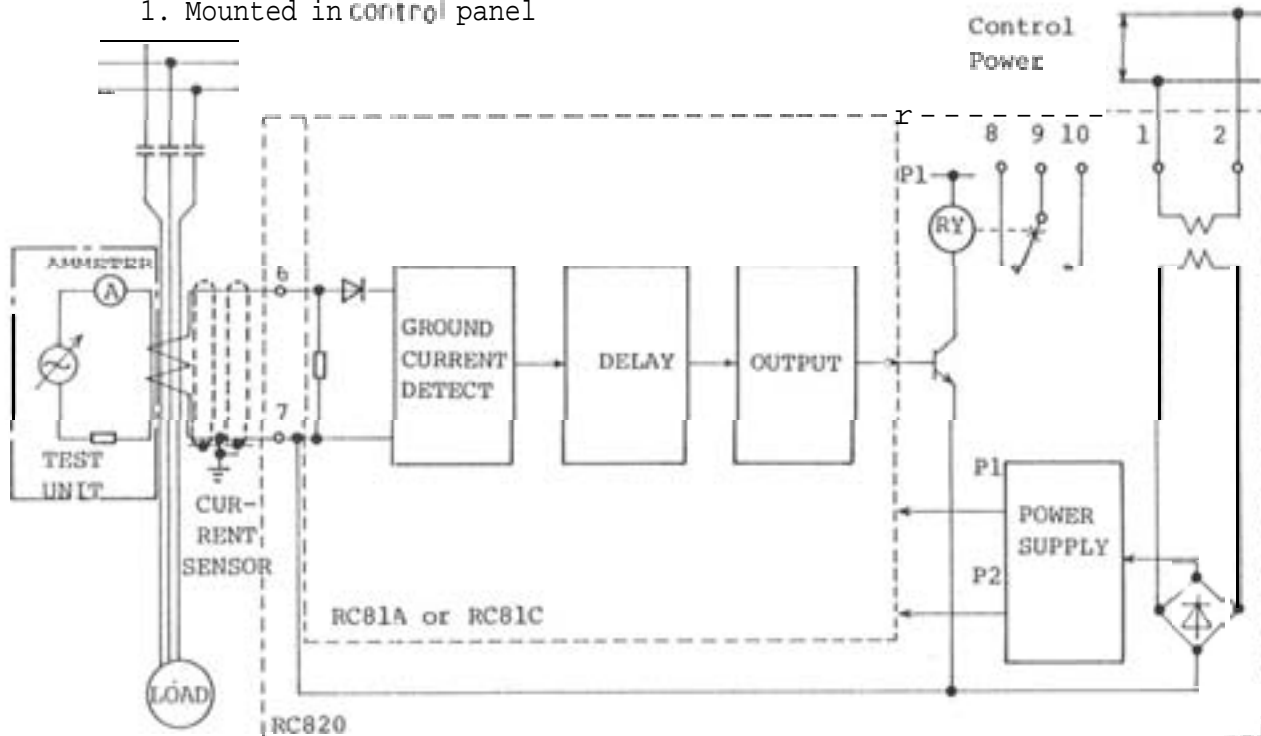 1. Mounted in control panel
Control
Power
8 9 10 1 2
P1
RY
AMMETER
A
6
GROUND
CURRENT
DETECT
DELAY
OUTPUT
7
TEST
UNIT
CUR-
RENT
SENSOR
P1
POWER
SUPPLY
P2
RC81A or RC81C
LOAD
RC820